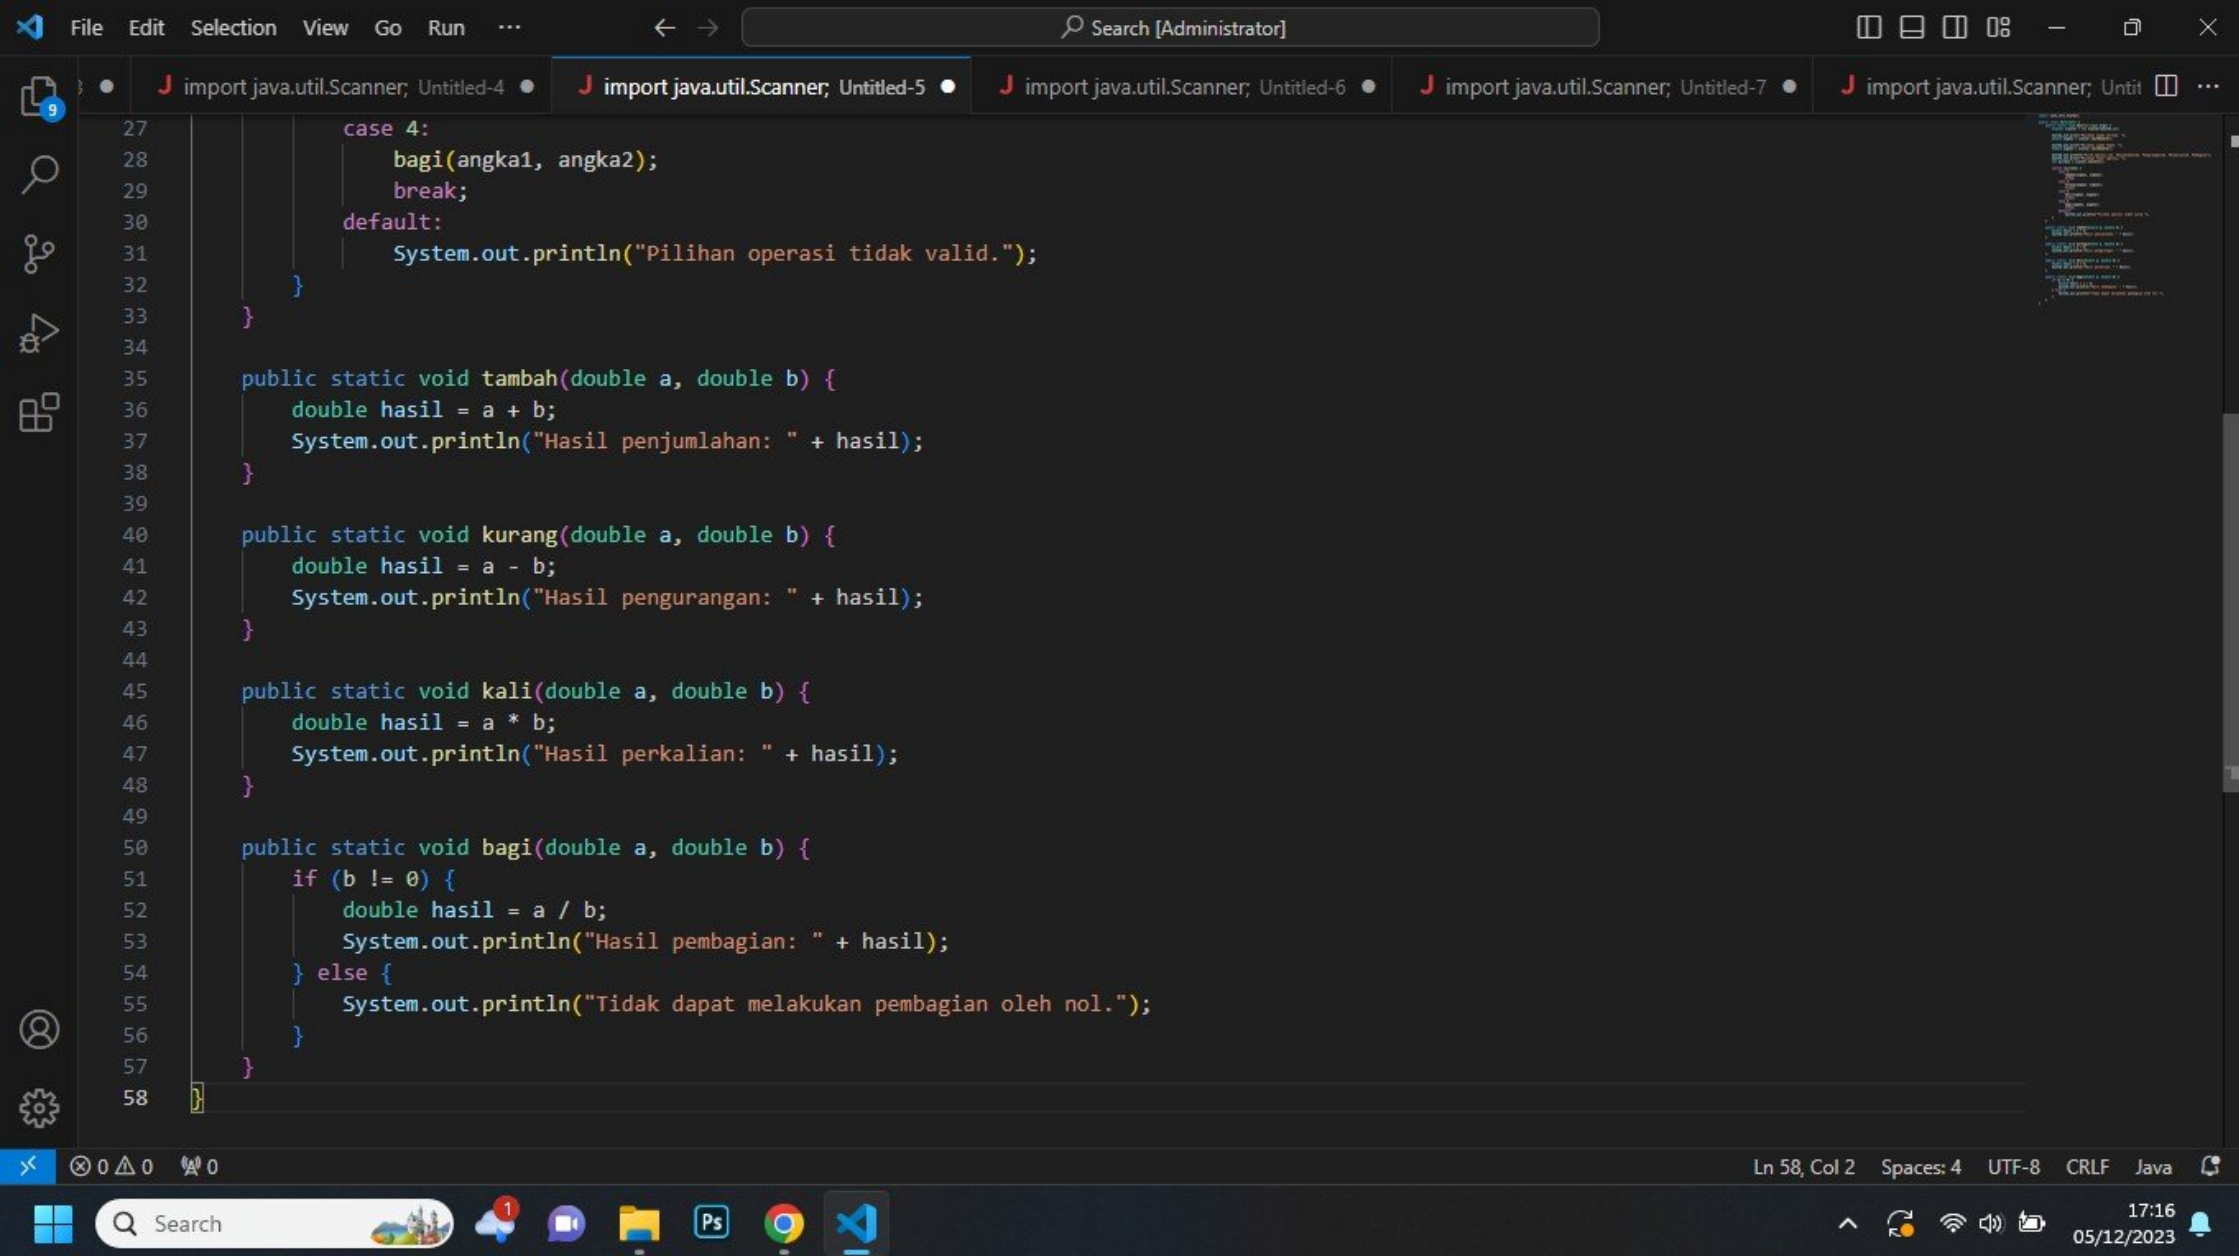 File Edit Selection View Go Run ··· Search [Administrator]
import java.util.Scanner; Untitled-4 import java.util.Scanner; Untitled-5 import java.util.Scanner; Untitled-6 import java.util.Scanner; Untitled-7 import java.util.Scanner; Untit
9
27 case 4:
28 bagi(angka1, angka2);
29 break;
30 default:
31 System.out.println("Pilihan operasi tidak valid.");
32 }
33 }
34
35 public static void tambah(double a, double b) {
36 double hasil = a + b;
37 System.out.println("Hasil penjumlahan: " + hasil);
38 }
39
40 public static void kurang(double a, double b) {
41 double hasil = a - b;
42 System.out.println("Hasil pengurangan: " + hasil);
43 }
44
45 public static void kali(double a, double b) {
46 double hasil = a * b;
47 System.out.println("Hasil perkalian: " + hasil);
48 }
49
50 public static void bagi(double a, double b) {
51 if (b != 0) {
52 double hasil = a / b;
53 System.out.println("Hasil pembagian: " + hasil);
54 } else {
55 System.out.println("Tidak dapat melakukan pembagian oleh nol.");
56 }
57 }
58 }
0 0 0 Ln 58, Col 2 Spaces: 4 UTF-8 CRLF Java
Search 1 Ps 17:16
05/12/2023